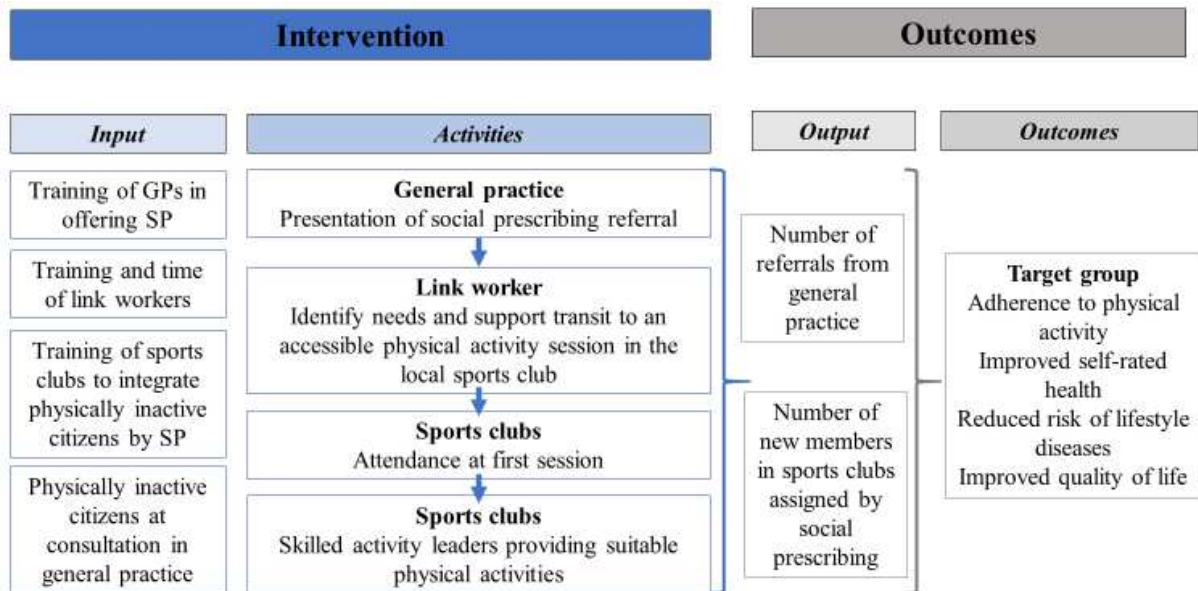 Intervention
Outcomes
Input
Activities
Output
Outcomes
Training of GPs in
offering SP
Training and time
of link workers
Training of sports
clubs to integrate
physically inactive
citizens by SP
Physically inactive
citizens at
consultation in
general practice
General practice
Presentation of social prescribing referral
Link worker
Identify needs and support transit to an
accessible physical activity session in the
local sports club
Sports clubs
Attendance at first session
Sports clubs
Skilled activity leaders providing suitable
physical activities
Number of
referrals from
general
practice
Number of
new members
in sports clubs
assigned by
social
prescribing
Target group
Adherence to physical
activity
Improved self-rated
health
Reduced risk of lifestyle
diseases
Improved quality of life